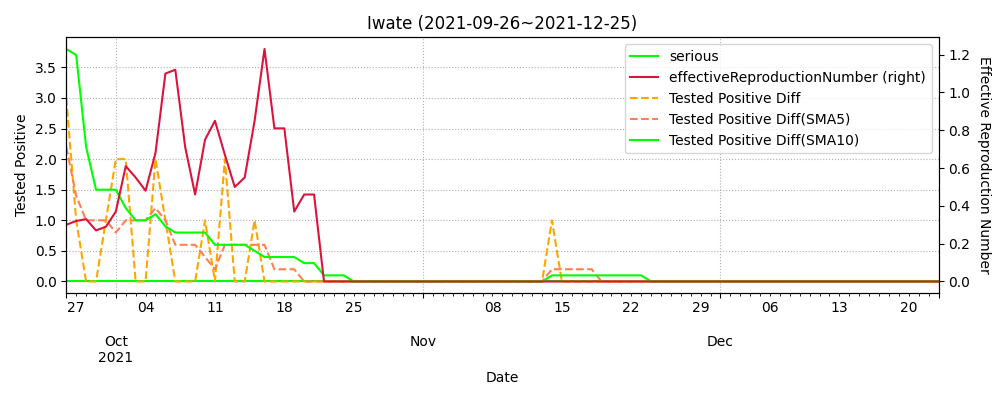 Iwate (2021-09-26~2021-12-25)
serious
effectiveReproductionNumber (right)
Tested Positive Diff
Tested Positive Diff(SMA5)
Tested Positive Diff(SMA10)
Tested Positive
3.5
3.0
2.5
2.0
1.5
1.0
0.5
0.0
Effective Reproduction Number
1.2
1.0
0.8
0.6
0.4
0.2
0.0
27 04 11 18 25 08 15 22 29 06 13 20
Oct Nov Dec
2021
Date